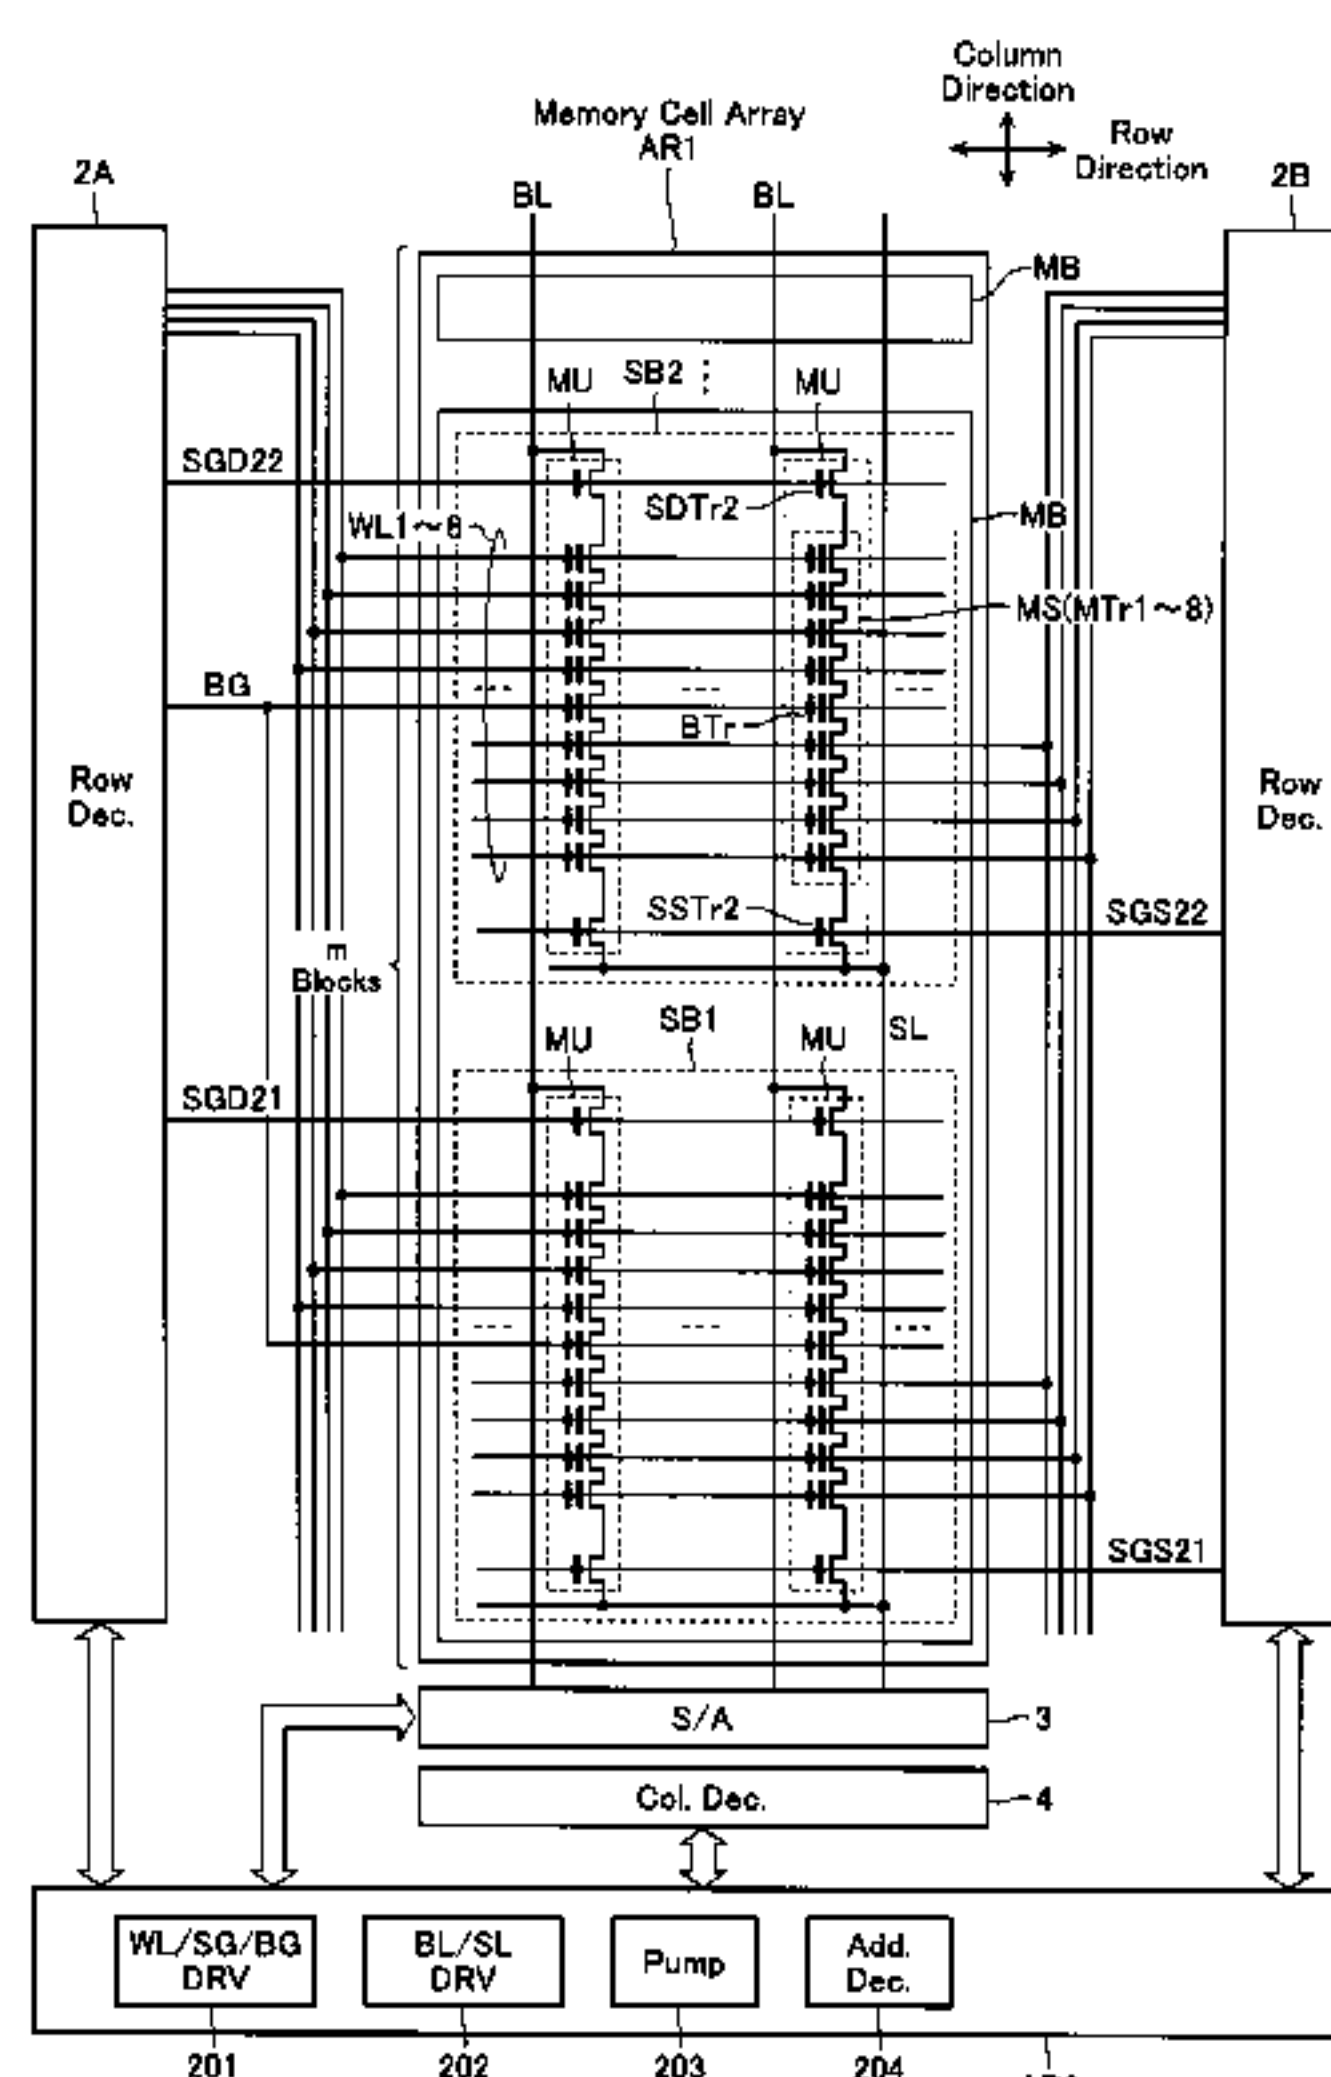 Column
Direction
Row
Direction
Memory Cell Array
AR1
2A
2B
BL
BL
MB
MU
SB2
MU
SGD22
SDTr2
WL1～8
MB
MS(MTr1～8)
BG
BTr
Row
Dec.
Row
Dec.
SSTr2
SGS22
m
Blocks
SB1
SL
MU
MU
SGD21
SGS21
S/A
3
Col. Dec.
4
WL/SG/BG
DRV
BL/SL
DRV
Pump
Add.
Dec.
201
202
203
204